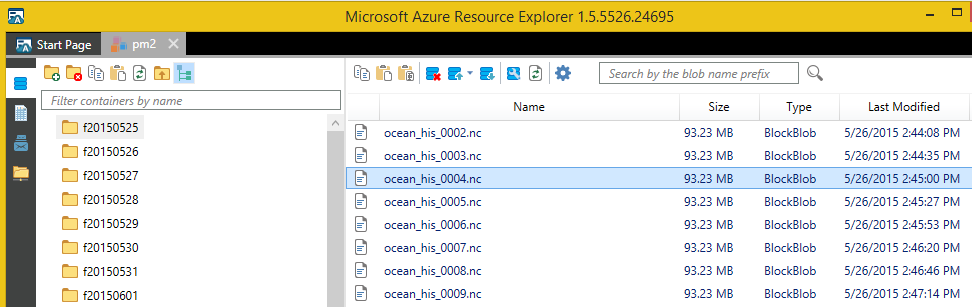 Microsoft Azure Resource Explorer 1.5.5526.24695
Start Page
pm2
Filter containers by name
f20150525
f20150526
f20150527
f20150528
f20150529
f20150530
f20150531
f20150601
Search by the blob name prefix
Name Size Type Last Modified
ocean_his_0002.nc 93.23 MB BlockBlob 5/26/2015 2:44:08 PM
ocean_his_0003.nc 93.23 MB BlockBlob 5/26/2015 2:44:35 PM
ocean_his_0004.nc 93.23 MB BlockBlob 5/26/2015 2:45:00 PM
ocean_his_0005.nc 93.23 MB BlockBlob 5/26/2015 2:45:27 PM
ocean_his_0006.nc 93.23 MB BlockBlob 5/26/2015 2:45:53 PM
ocean_his_0007.nc 93.23 MB BlockBlob 5/26/2015 2:46:20 PM
ocean_his_0008.nc 93.23 MB BlockBlob 5/26/2015 2:46:46 PM
ocean_his_0009.nc 93.23 MB BlockBlob 5/26/2015 2:47:14 PM